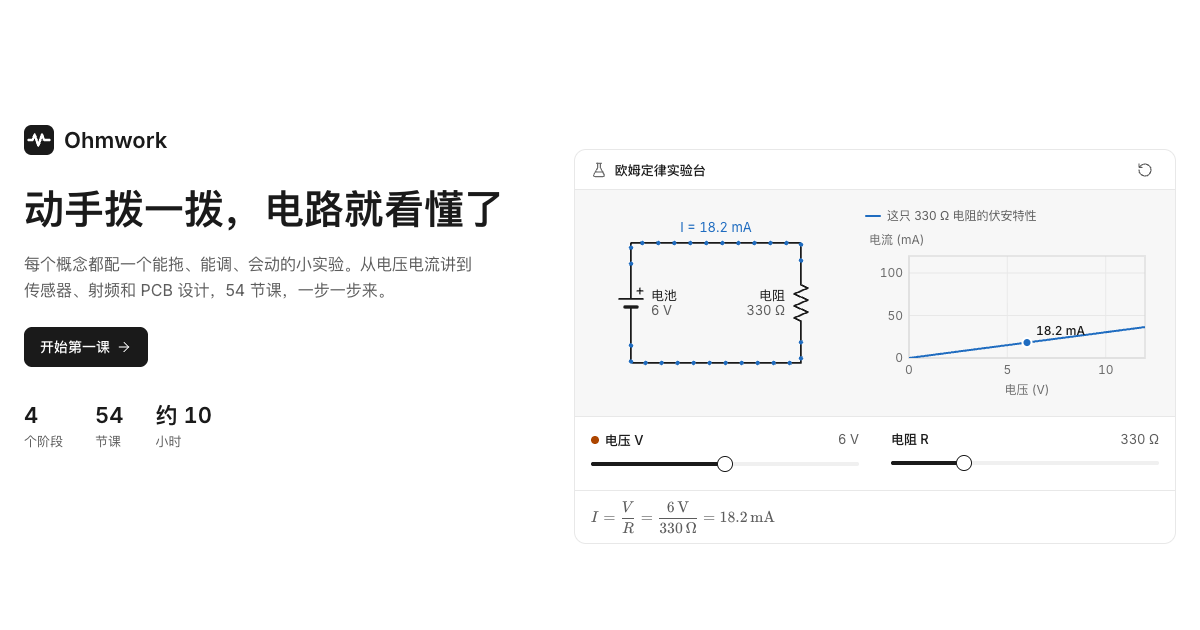 Ohmwork
动手拨一拨，电路就看懂了
每个概念都配一个能拖、能调、会动的小实验。从电压电流讲到
传感器、射频和 PCB 设计，54 节课，一步一步来。
开始第一课 →
4
个阶段
54
节课
约 10
小时
欧姆定律实验台
I = 18.2 mA
+
电池
6 V
电阻
330 Ω
这只 330 Ω 电阻的伏安特性
电流 (mA)
100
50
0
18.2 mA
0
5
10
电压 (V)
电压 V
6 V
电阻 R
330 Ω
I = V/R = 6 V/330 Ω = 18.2 mA